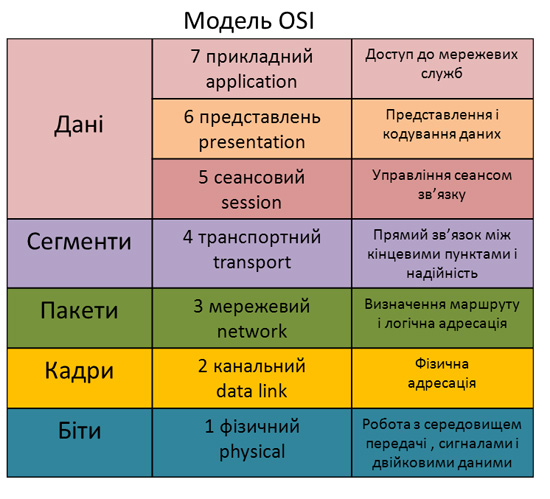 Модель OSI
Дані
7 прикладний
application
Доступ до мережевих
служб
6 представлень
presentation
Представлення і
кодування даних
5 сеансовий
session
Управління сеансом
зв’язку
Сегменти
4 транспортний
transport
Прямий зв’язок між
кінцевими пунктами і
надійність
Пакети
3 мережевий
network
Визначення маршруту
і логічна адресація
Кадри
2 канальний
data link
Фізична
адресація
Біти
1 фізичний
physical
Робота з середовищем
передачі , сигналами і
двійковими даними